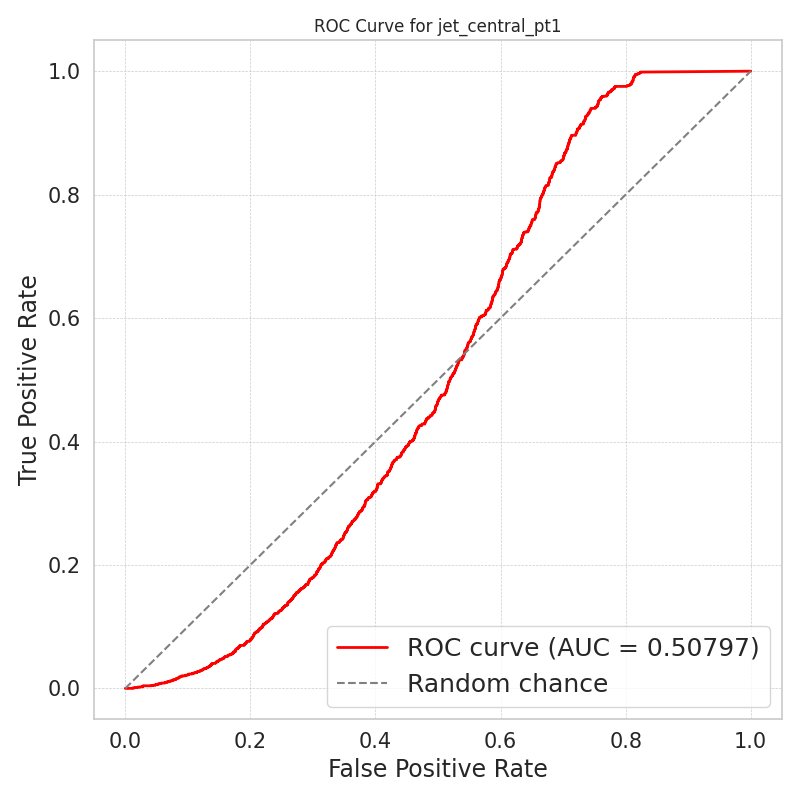 ROC Curve for jet_central_pt1
1.0
0.8
0.6
0.4
0.2
0.0
True Positive Rate
ROC curve (AUC = 0.50797)
Random chance
0.0 0.2 0.4 0.6 0.8 1.0
False Positive Rate